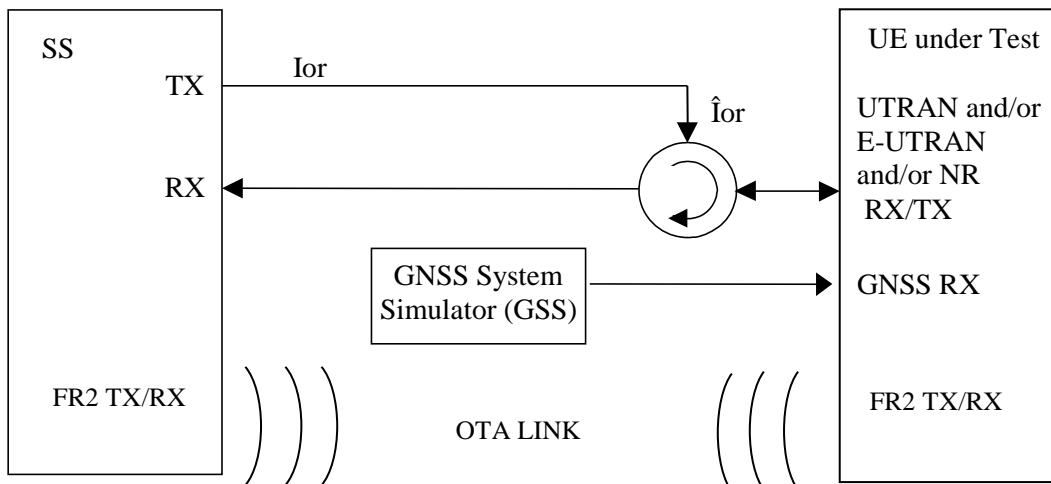 SS
TX
Ior
Îor
RX
GNSS System
Simulator (GSS)
FR2 TX/RX
OTA LINK
UE under Test
UTRAN and/or
E-UTRAN
and/or NR
RX/TX
GNSS RX
FR2 TX/RX